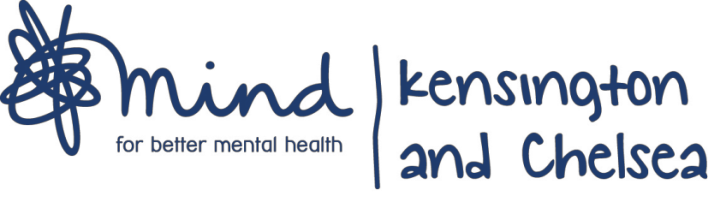 mind
for better mental health
kensington
and Chelsea